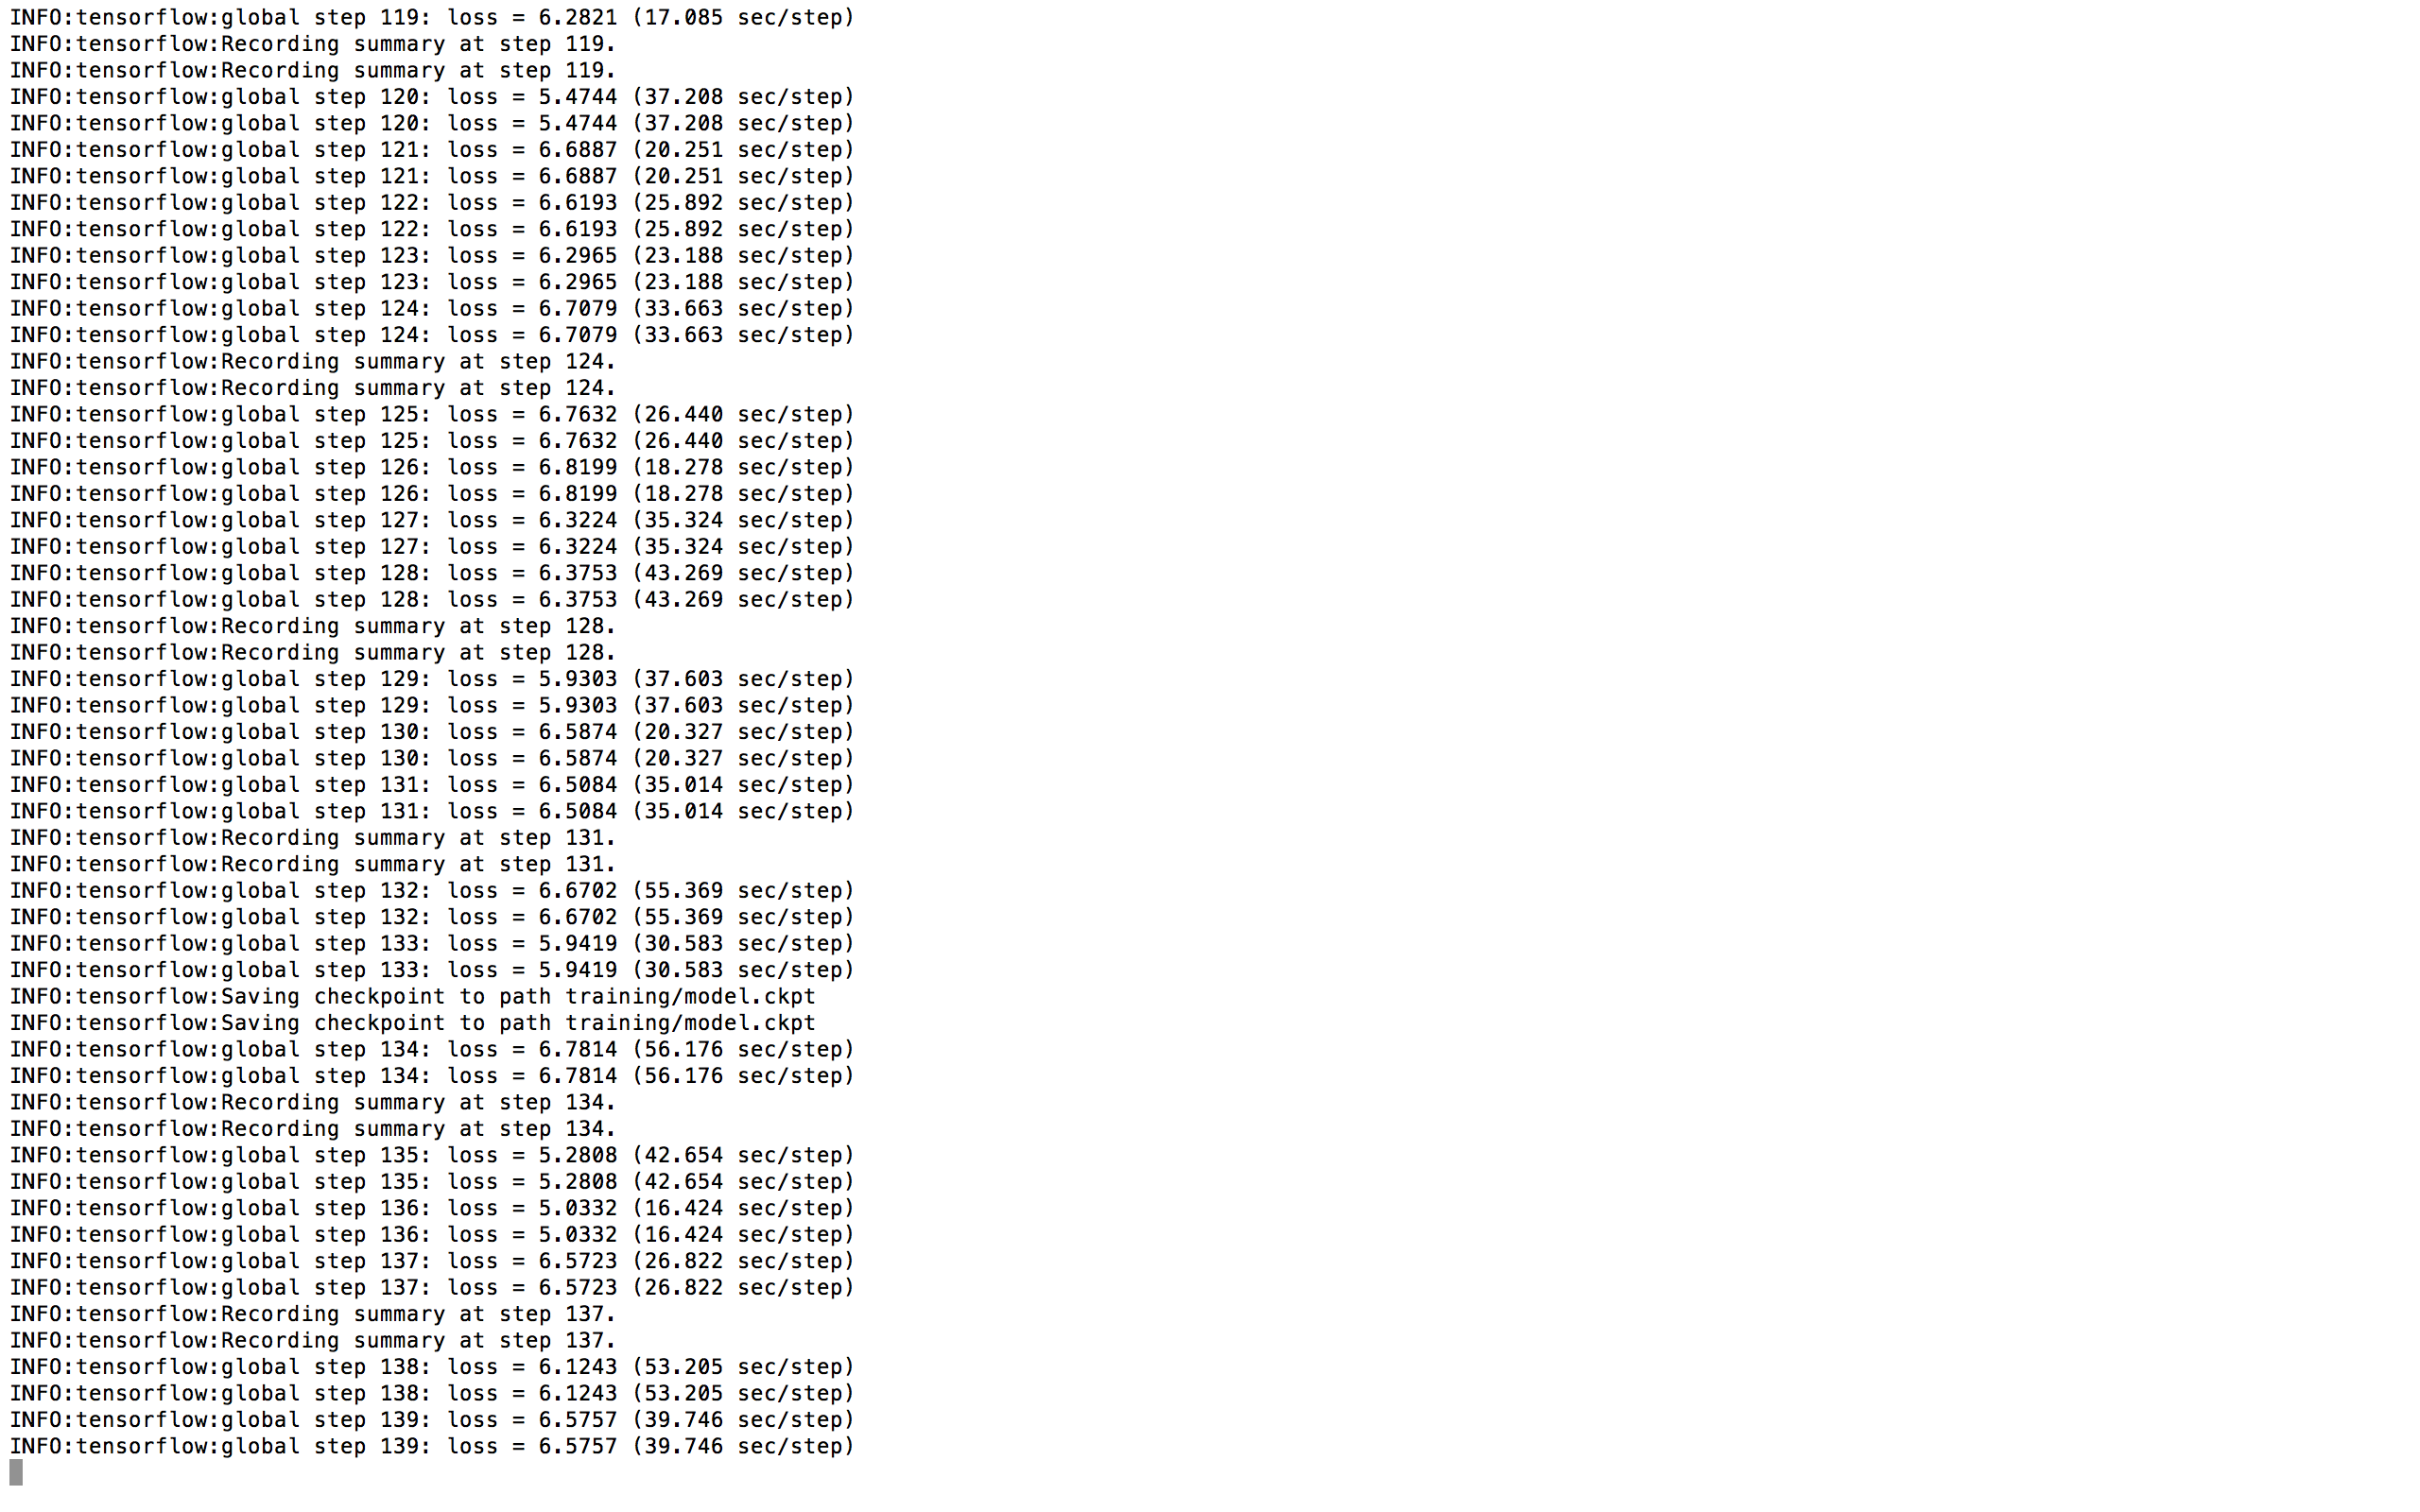 INFO:tensorflow:global step 119: loss = 6.2821 (17.085 sec/step)
INFO:tensorflow:Recording summary at step 119.
INFO:tensorflow:Recording summary at step 119.
INFO:tensorflow:global step 120: loss = 5.4744 (37.208 sec/step)
INFO:tensorflow:global step 120: loss = 5.4744 (37.208 sec/step)
INFO:tensorflow:global step 121: loss = 6.6887 (20.251 sec/step)
INFO:tensorflow:global step 121: loss = 6.6887 (20.251 sec/step)
INFO:tensorflow:global step 122: loss = 6.6193 (25.892 sec/step)
INFO:tensorflow:global step 122: loss = 6.6193 (25.892 sec/step)
INFO:tensorflow:global step 123: loss = 6.2965 (23.188 sec/step)
INFO:tensorflow:global step 123: loss = 6.2965 (23.188 sec/step)
INFO:tensorflow:global step 124: loss = 6.7079 (33.663 sec/step)
INFO:tensorflow:global step 124: loss = 6.7079 (33.663 sec/step)
INFO:tensorflow:Recording summary at step 124.
INFO:tensorflow:Recording summary at step 124.
INFO:tensorflow:global step 125: loss = 6.7632 (26.440 sec/step)
INFO:tensorflow:global step 125: loss = 6.7632 (26.440 sec/step)
INFO:tensorflow:global step 126: loss = 6.8199 (18.278 sec/step)
INFO:tensorflow:global step 126: loss = 6.8199 (18.278 sec/step)
INFO:tensorflow:global step 127: loss = 6.3224 (35.324 sec/step)
INFO:tensorflow:global step 127: loss = 6.3224 (35.324 sec/step)
INFO:tensorflow:global step 128: loss = 6.3753 (43.269 sec/step)
INFO:tensorflow:global step 128: loss = 6.3753 (43.269 sec/step)
INFO:tensorflow:Recording summary at step 128.
INFO:tensorflow:Recording summary at step 128.
INFO:tensorflow:global step 129: loss = 5.9303 (37.603 sec/step)
INFO:tensorflow:global step 129: loss = 5.9303 (37.603 sec/step)
INFO:tensorflow:global step 130: loss = 6.5874 (20.327 sec/step)
INFO:tensorflow:global step 130: loss = 6.5874 (20.327 sec/step)
INFO:tensorflow:global step 131: loss = 6.5084 (35.014 sec/step)
INFO:tensorflow:global step 131: loss = 6.5084 (35.014 sec/step)
INFO:tensorflow:Recording summary at step 131.
INFO:tensorflow:Recording summary at step 131.
INFO:tensorflow:global step 132: loss = 6.6702 (55.369 sec/step)
INFO:tensorflow:global step 132: loss = 6.6702 (55.369 sec/step)
INFO:tensorflow:global step 133: loss = 5.9419 (30.583 sec/step)
INFO:tensorflow:global step 133: loss = 5.9419 (30.583 sec/step)
INFO:tensorflow:Saving checkpoint to path training/model.ckpt
INFO:tensorflow:Saving checkpoint to path training/model.ckpt
INFO:tensorflow:global step 134: loss = 6.7814 (56.176 sec/step)
INFO:tensorflow:global step 134: loss = 6.7814 (56.176 sec/step)
INFO:tensorflow:Recording summary at step 134.
INFO:tensorflow:Recording summary at step 134.
INFO:tensorflow:global step 135: loss = 5.2808 (42.654 sec/step)
INFO:tensorflow:global step 135: loss = 5.2808 (42.654 sec/step)
INFO:tensorflow:global step 136: loss = 5.0332 (16.424 sec/step)
INFO:tensorflow:global step 136: loss = 5.0332 (16.424 sec/step)
INFO:tensorflow:global step 137: loss = 6.5723 (26.822 sec/step)
INFO:tensorflow:global step 137: loss = 6.5723 (26.822 sec/step)
INFO:tensorflow:Recording summary at step 137.
INFO:tensorflow:Recording summary at step 137.
INFO:tensorflow:global step 138: loss = 6.1243 (53.205 sec/step)
INFO:tensorflow:global step 138: loss = 6.1243 (53.205 sec/step)
INFO:tensorflow:global step 139: loss = 6.5757 (39.746 sec/step)
INFO:tensorflow:global step 139: loss = 6.5757 (39.746 sec/step)